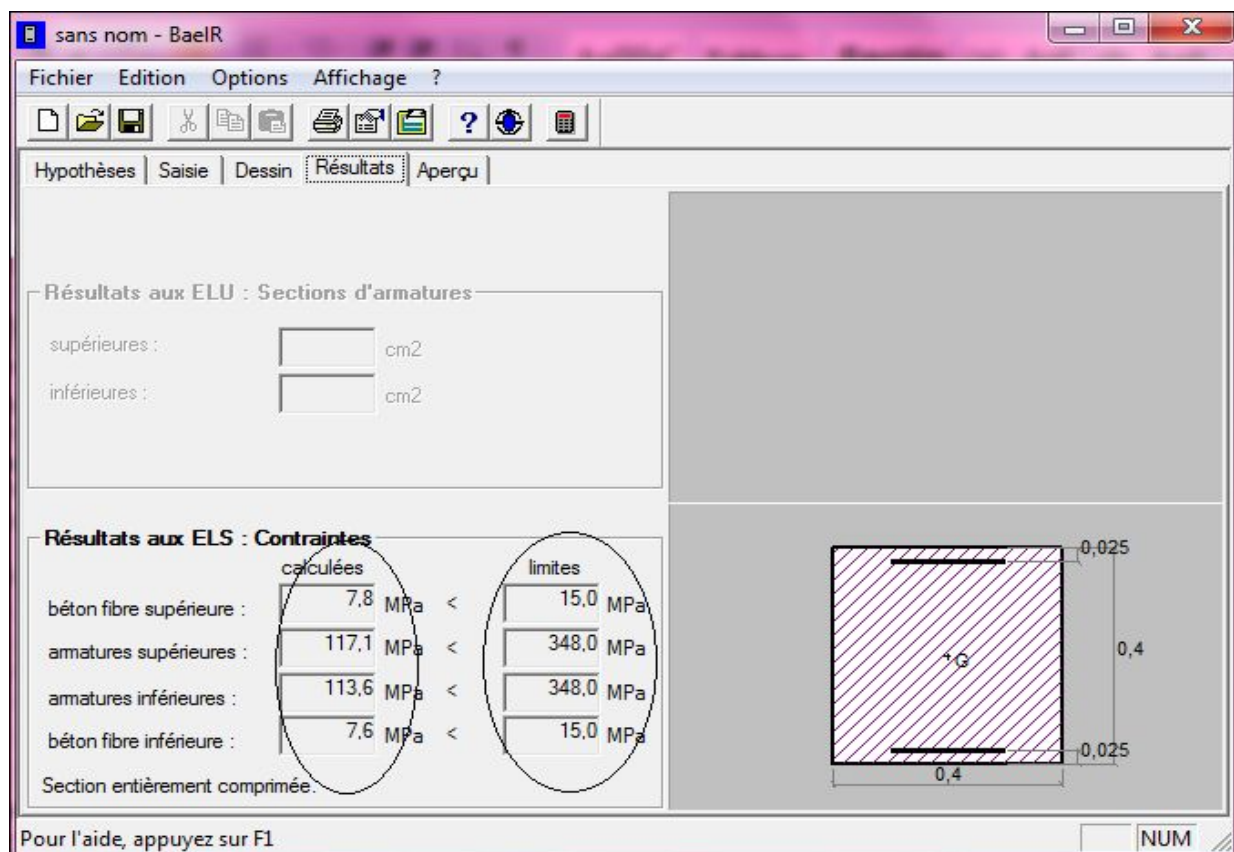 sans nom - BaelR
Fichier Edition Options Affichage ?
Hypothèses Saisie Dessin Résultats Aperçu
Résultats aux ELU : Sections d'armatures
supérieures : cm2
inférieures : cm2
Résultats aux ELS : Contraintes
calculées limites
béton fibre supérieure : 7,8 MPa < 15,0 MPa
armatures supérieures : 117,1 MPa < 348,0 MPa
armatures inférieures : 113,6 MPa < 348,0 MPa
béton fibre inférieure : 7,6 MPa < 15,0 MPa
Section entièrement comprimée.
0,025
0,4
+G
0,025
0,4
Pour l'aide, appuyez sur F1
NUM